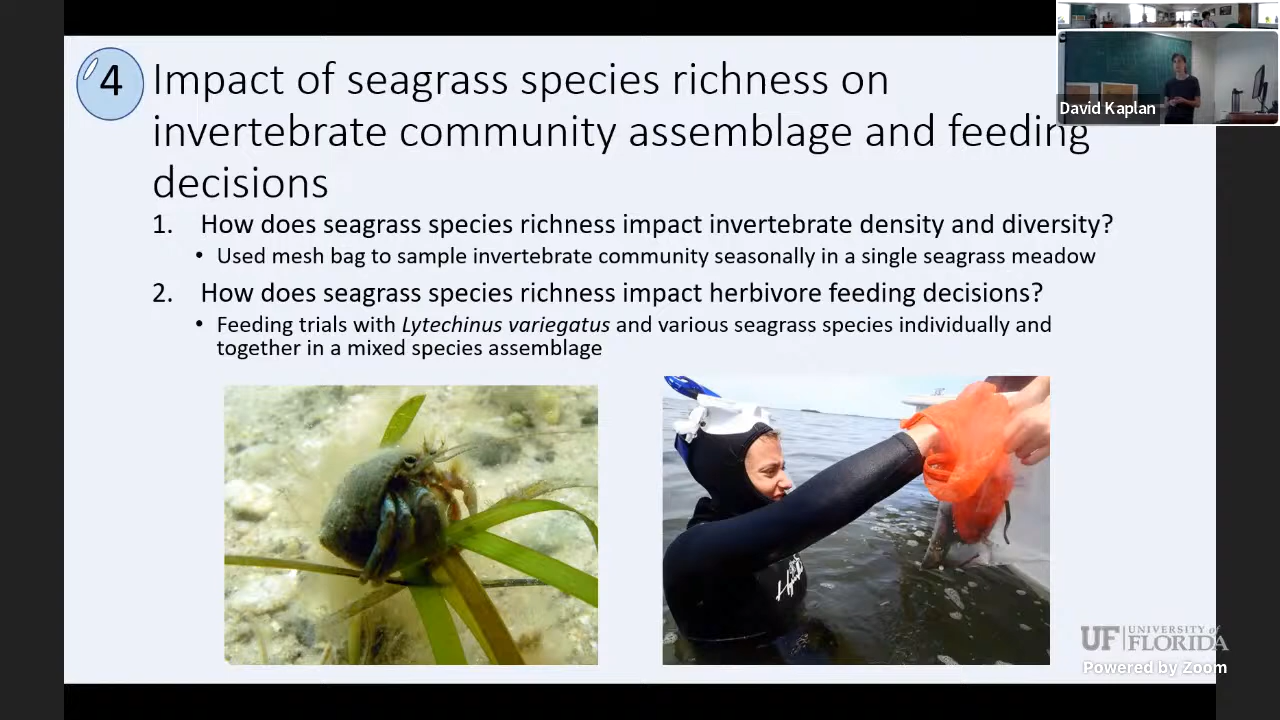 4
Impact of seagrass species richness on
invertebrate community assemblage and feeding
decisions
David Kaplan
1. How does seagrass species richness impact invertebrate density and diversity?
• Used mesh bag to sample invertebrate community seasonally in a single seagrass meadow
2. How does seagrass species richness impact herbivore feeding decisions?
• Feeding trials with Lytechinus variegatus and various seagrass species individually and
together in a mixed species assemblage
UF UNIVERSITY of
FLORIDA
Powered by Zoom